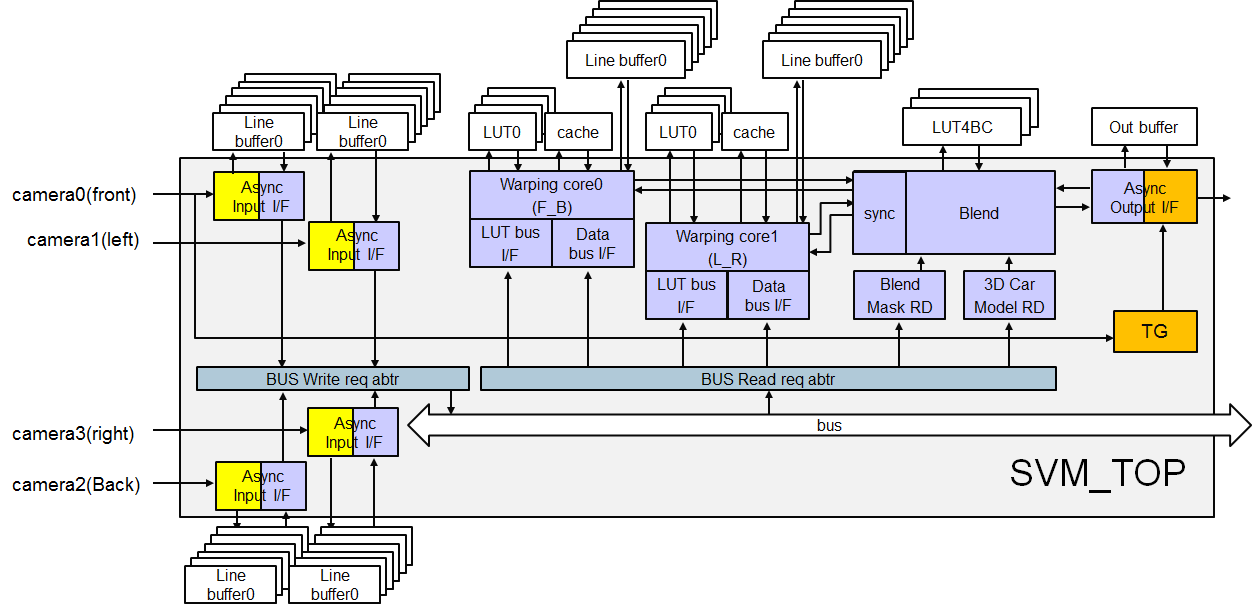 Line buffer0
Line buffer0
Line
buffer0
Line
buffer0
LUT0
cache
LUT0
cache
LUT4BC
Out buffer
camera0(front)
Async
Input I/F
camera1(left)
Async
Input I/F
Warping core0
(F_B)
LUT bus
I/F
Data
bus I/F
Warping core1
(L_R)
LUT bus
I/F
Data
bus I/F
sync
Blend
Async
Output I/F
Blend
Mask RD
3D Car
Model RD
TG
BUS Write req abtr
BUS Read req abtr
camera3(right)
Async
Input I/F
bus
camera2(Back)
Async
Input I/F
SVM_TOP
Line
buffer0
Line
buffer0